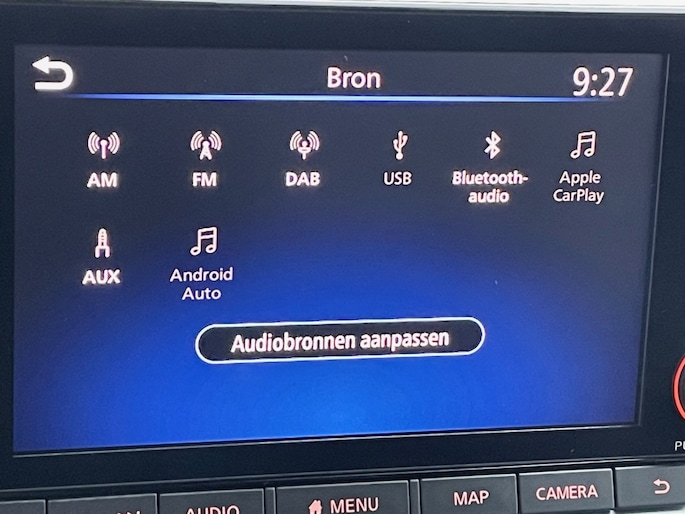 Bron
9:27
AM
FM
DAB
USB
Bluetooth-
audio
Apple
CarPlay
AUX
Android
Auto
Audiobronnen aanpassen
AUDIO
MENU
MAP
CAMERA